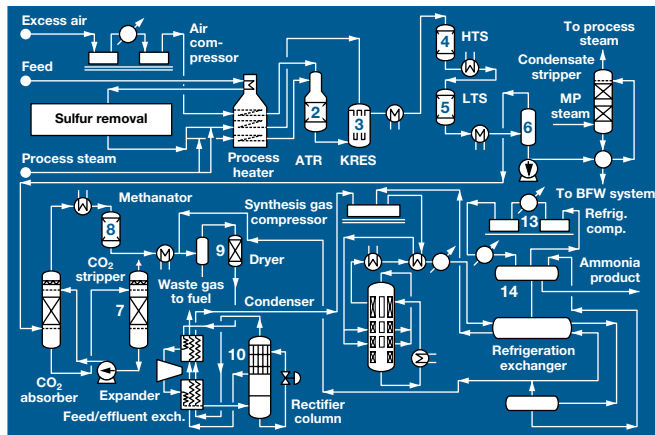 Excess air
Air
com-
pressor
Feed
Sulfur removal
Process steam
Process
heater
2
ATR
3
KRES
4
HTS
5
LTS
6
To process
steam
Condensate
stripper
MP
steam
To BFW system
Methanator
8
CO2
stripper
7
CO2
absorber
9
Dryer
Waste gas
to fuel
Synthesis gas
compressor
Condenser
Expander
Feed/effluent exch.
10
Rectifier
column
13
Refrig.
comp.
Ammonia
product
14
Refrigeration
exchanger